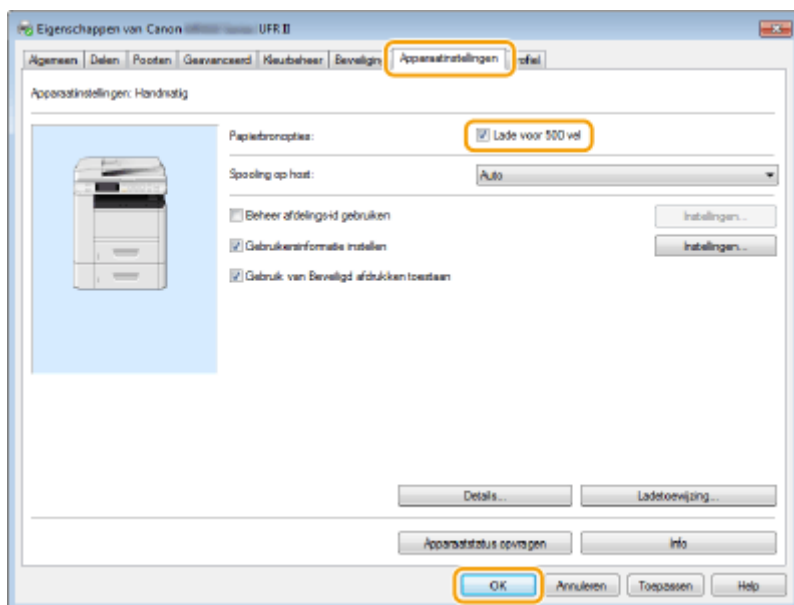 Eigenschappen van Canon UFR II
Algemeen Delen Poorten Geavanceerd Kleurbeheer Beveiligin Apparaatinstellingen rofiel
Apparaatinstellingen: Handmatig
Papierbronopties: Lade voor 500 vel
Spooling op host: Auto
Beheer afdelings-id gebruiken Instellingen...
Gebruikersinformatie instellen Instellingen...
Gebruik van Beveiligd afdrukken toestaan
Details... Ladetoewijzing...
Apparaatstatus opvragen Info
OK Annuleren Toepassen Help